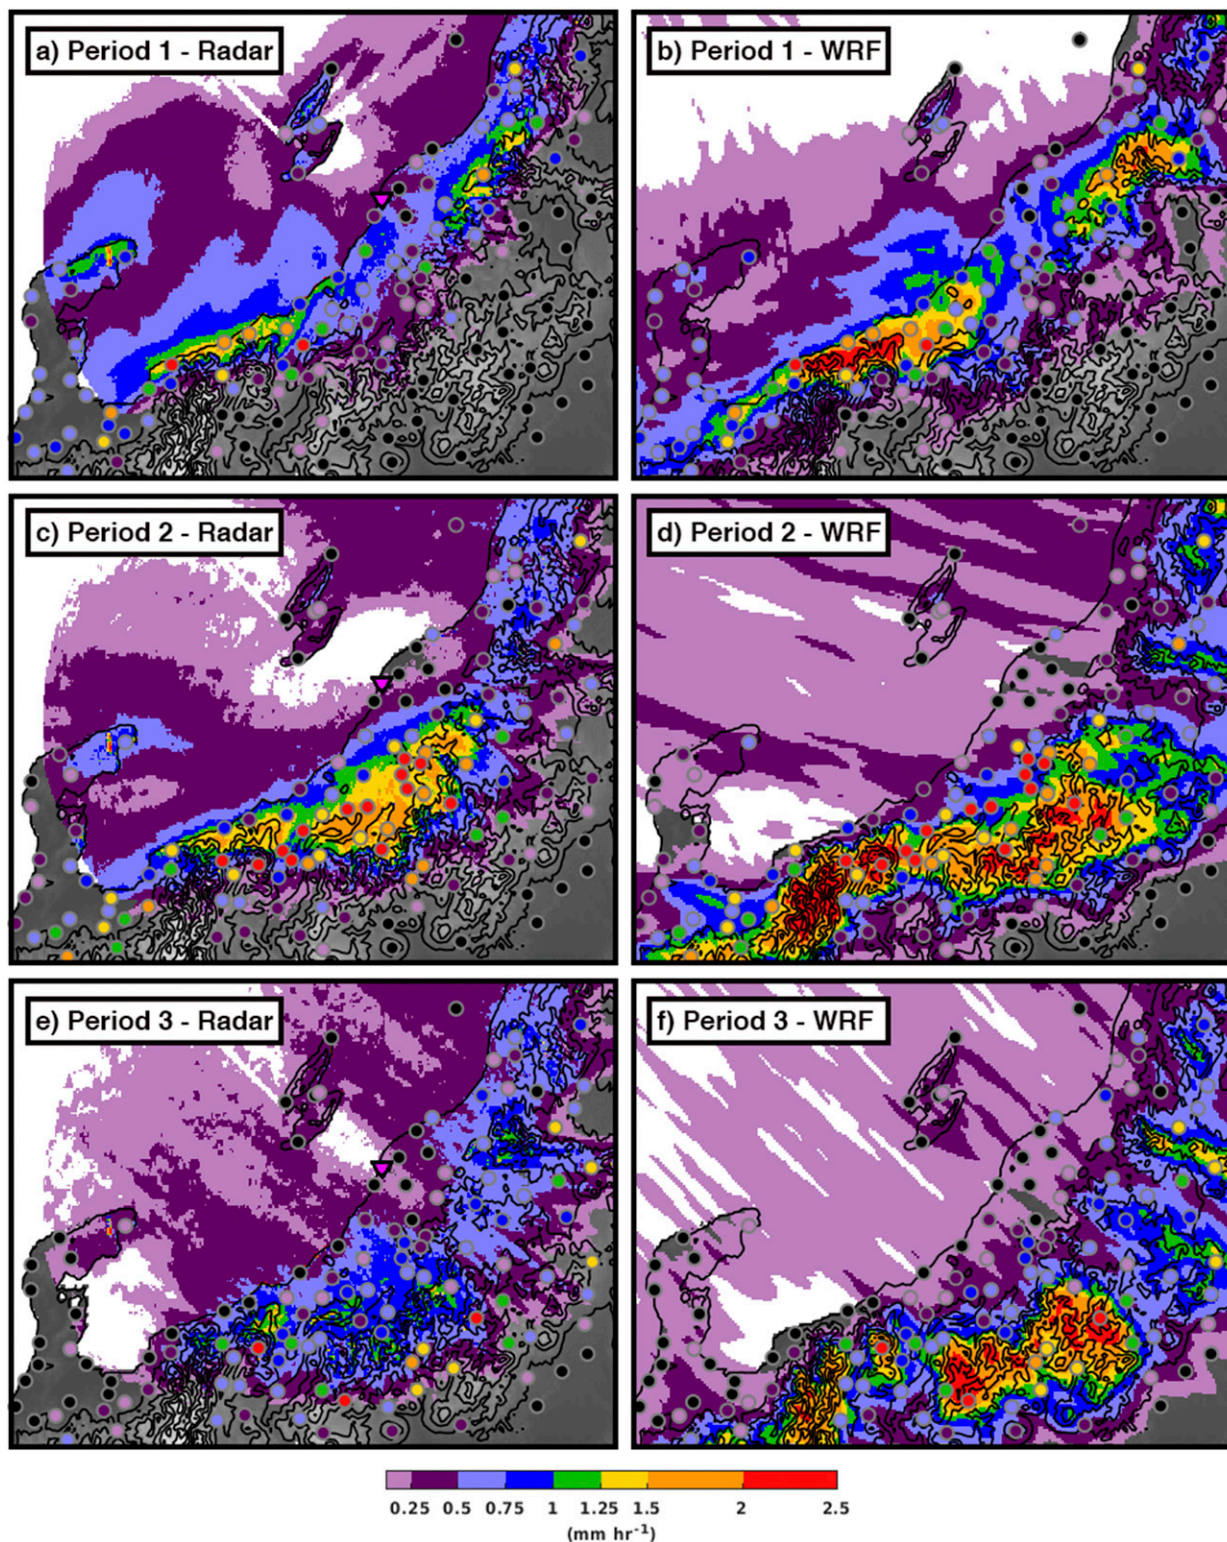 a) Period 1 - Radar
b) Period 1 - WRF
c) Period 2 - Radar
d) Period 2 - WRF
e) Period 3 - Radar
f) Period 3 - WRF
0.25 0.5 0.75 1 1.25 1.5 2 2.5
(mm hr⁻¹)